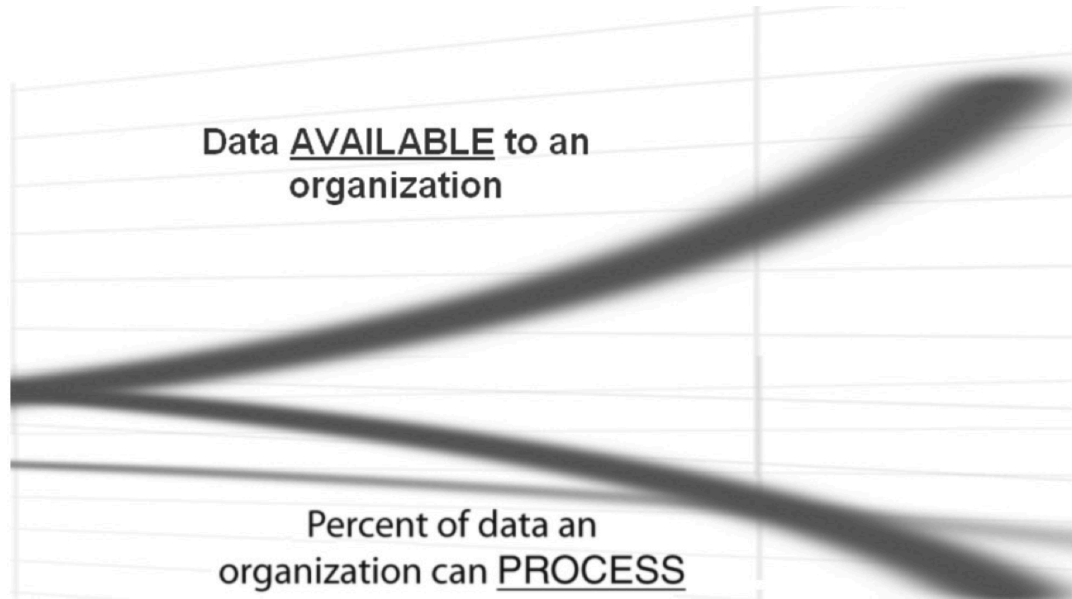 Data AVAILABLE to an
organization
Percent of data an
organization can PROCESS